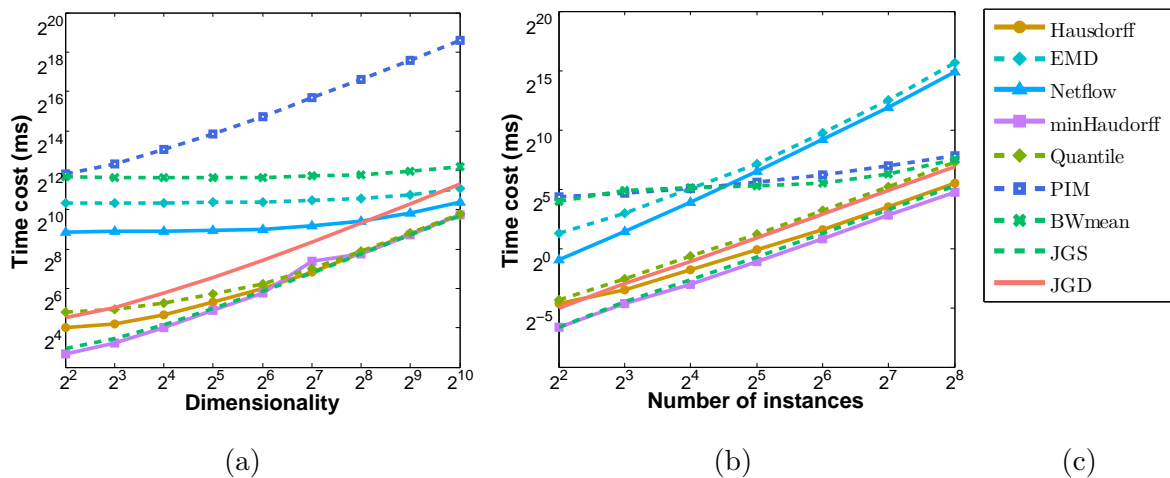 2^20
2^18
2^16
2^14
2^12
2^10
2^8
2^6
2^4
Time cost (ms)
2^2 2^3 2^4 2^5 2^6 2^7 2^8 2^9 2^10
Dimensionality
(a)
2^20
2^15
2^10
2^5
2^0
2^−5
Time cost (ms)
2^2 2^3 2^4 2^5 2^6 2^7 2^8
Number of instances
(b)
Hausdorff
EMD
Netflow
minHaudorff
Quantile
PIM
BWmean
JGS
JGD
(c)